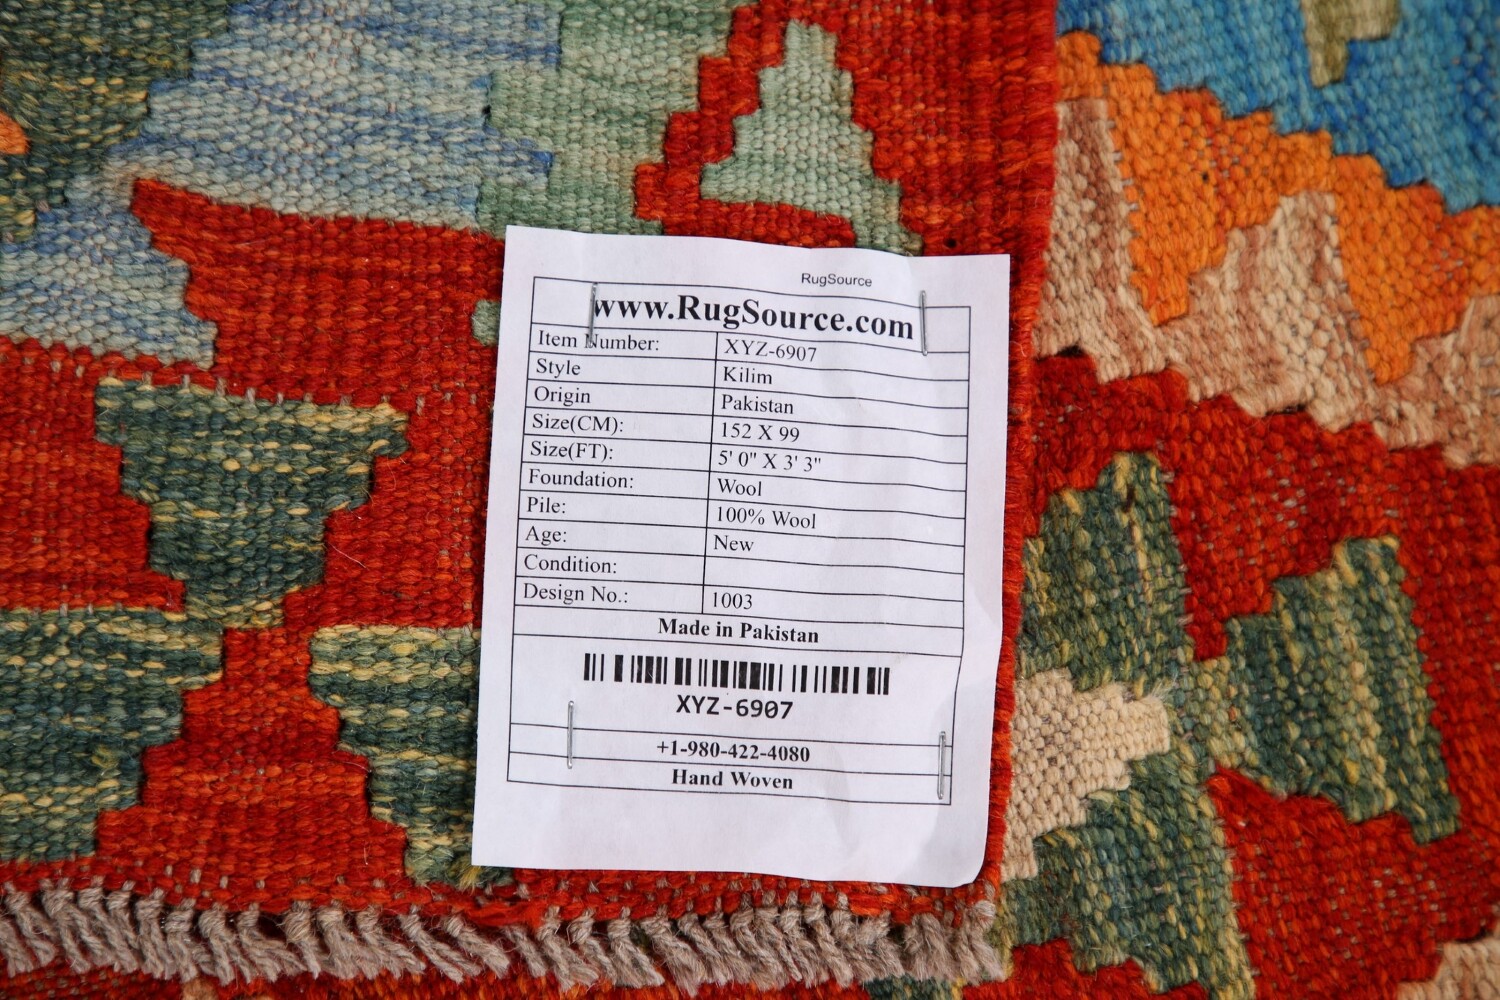 RugSource
www.RugSource.com
Item Number: XYZ-6907
Style Kilim
Origin Pakistan
Size(CM): 152 X 99
Size(FT): 5' 0" X 3' 3"
Foundation: Wool
Pile: 100% Wool
Age: New
Condition:
Design No.: 1003
Made in Pakistan
XYZ-6907
+1-980-422-4080
Hand Woven